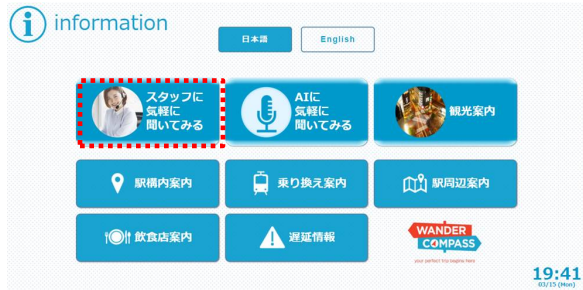 i information
日本語
English
スタッフに
気軽に
聞いてみる
AIに
気軽に
聞いてみる
観光案内
駅構内案内
乗り換え案内
駅周辺案内
飲食店案内
遅延情報
WANDER
COMPASS
your perfect trip begins here
19:41
03/15 (Mon)